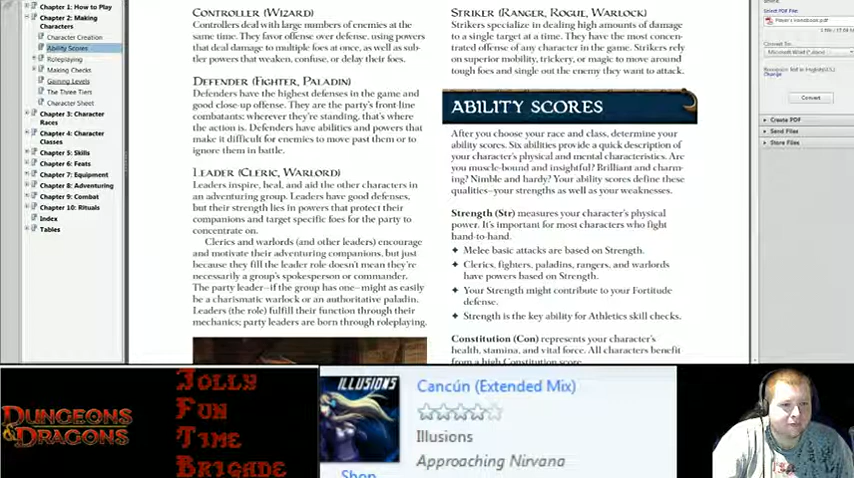 Chapter 1: How to Play
Chapter 2: Making
Characters
Character Creation
Ability Scores
Roleplaying
Making Checks
Gaining Levels
The Three Tiers
Character Sheet
Chapter 3: Character
Races
Chapter 4: Character
Classes
Chapter 5: Skills
Chapter 6: Feats
Chapter 7: Equipment
Chapter 8: Adventuring
Chapter 9: Combat
Chapter 10: Rituals
Index
Tables
Controller (Wizard)
Controllers deal with large numbers of enemies at the
same time. They favor offense over defense, using powers
that deal damage to multiple foes at once, as well as sub-
tler powers that weaken, confuse, or delay their foes.
Defender (Fighter, Paladin)
Defenders have the highest defenses in the game and
good close-up offense. They are the party's front-line
combatants; wherever they're standing, that's where
the action is. Defenders have abilities and powers that
make it difficult for enemies to move past them or to
ignore them in battle.
Leader (Cleric, Warlord)
Leaders inspire, heal, and aid the other characters in
an adventuring group. Leaders have good defenses,
but their strength lies in powers that protect their
companions and target specific foes for the party to
concentrate on.
Clerics and warlords (and other leaders) encourage
and motivate their adventuring companions, but just
because they fill the leader role doesn't mean they're
necessarily a group's spokesperson or commander.
The party leader—if the group has one—might as easily
be a charismatic warlock or an authoritative paladin.
Leaders (the role) fulfill their function through their
mechanics; party leaders are born through roleplaying.
Striker (Ranger, Rogue, Warlock)
Strikers specialize in dealing high amounts of damage
to a single target at a time. They have the most concen-
trated offense of any character in the game. Strikers rely
on superior mobility, trickery, or magic to move around
tough foes and single out the enemy they want to attack.
Ability Scores
After you choose your race and class, determine your
ability scores. Six abilities provide a quick description of
your character's physical and mental characteristics. Are
you muscle-bound and insightful? Brilliant and charm-
ing? Nimble and hardy? Your ability scores define these
qualities—your strengths as well as your weaknesses.
Strength (Str) measures your character's physical
power. It's important for most characters who fight
hand-to-hand.
✦ Melee basic attacks are based on Strength.
✦ Clerics, fighters, paladins, rangers, and warlords
have powers based on Strength.
✦ Your Strength might contribute to your Fortitude
defense.
✦ Strength is the key ability for Athletics skill checks.
Constitution (Con) represents your character's
health, stamina, and vital force. All characters benefit
from a high Constitution score.
Select PDF File:
Convert To:
Change
Convert
Create PDF
Send Files
Store Files
DUNGEONS
& DRAGONS
Jolly
Fun
Time
Brigade
ILLUSIONS
Shop
Cancún (Extended Mix)
Illusions
Approaching Nirvana